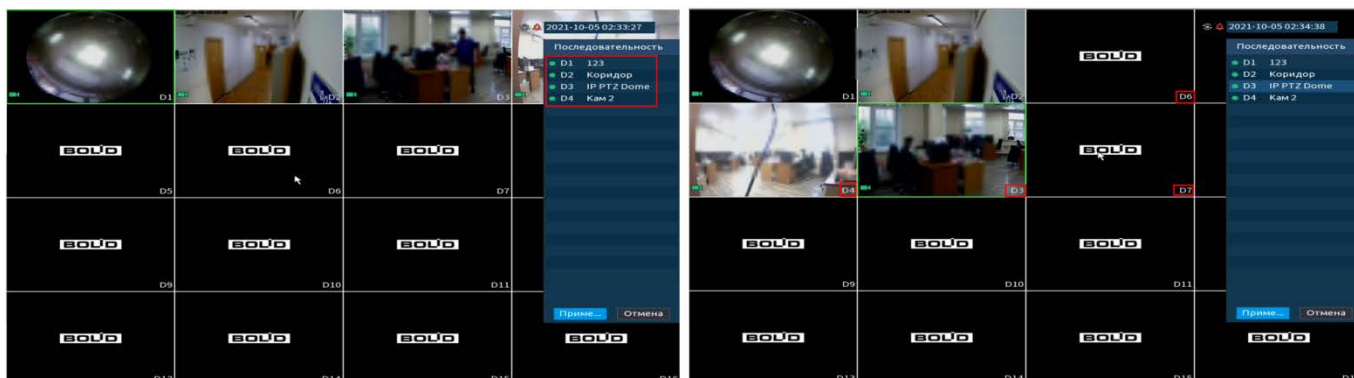 2021-10-05 02:33:27
Последовательность
D1 123
D2 Коридор
D3 IP PTZ Dome
D4 Кам 2
Приме...
Отмена
D1
D2
D3
BOLID
BOLID
BOLID
D5
D6
D7
BOLID
BOLID
BOLID
D9
D10
D11
BOLID
BOLID
BOLID
BOLID
2021-10-05 02:34:38
Последовательность
D1 123
D2 Коридор
D3 IP PTZ Dome
D4 Кам 2
Приме...
Отмена
BOLID
D1
D2
D6
BOLID
D4
D3
D7
BOLID
BOLID
BOLID
D9
D10
D11
BOLID
BOLID
BOLID
BOLID